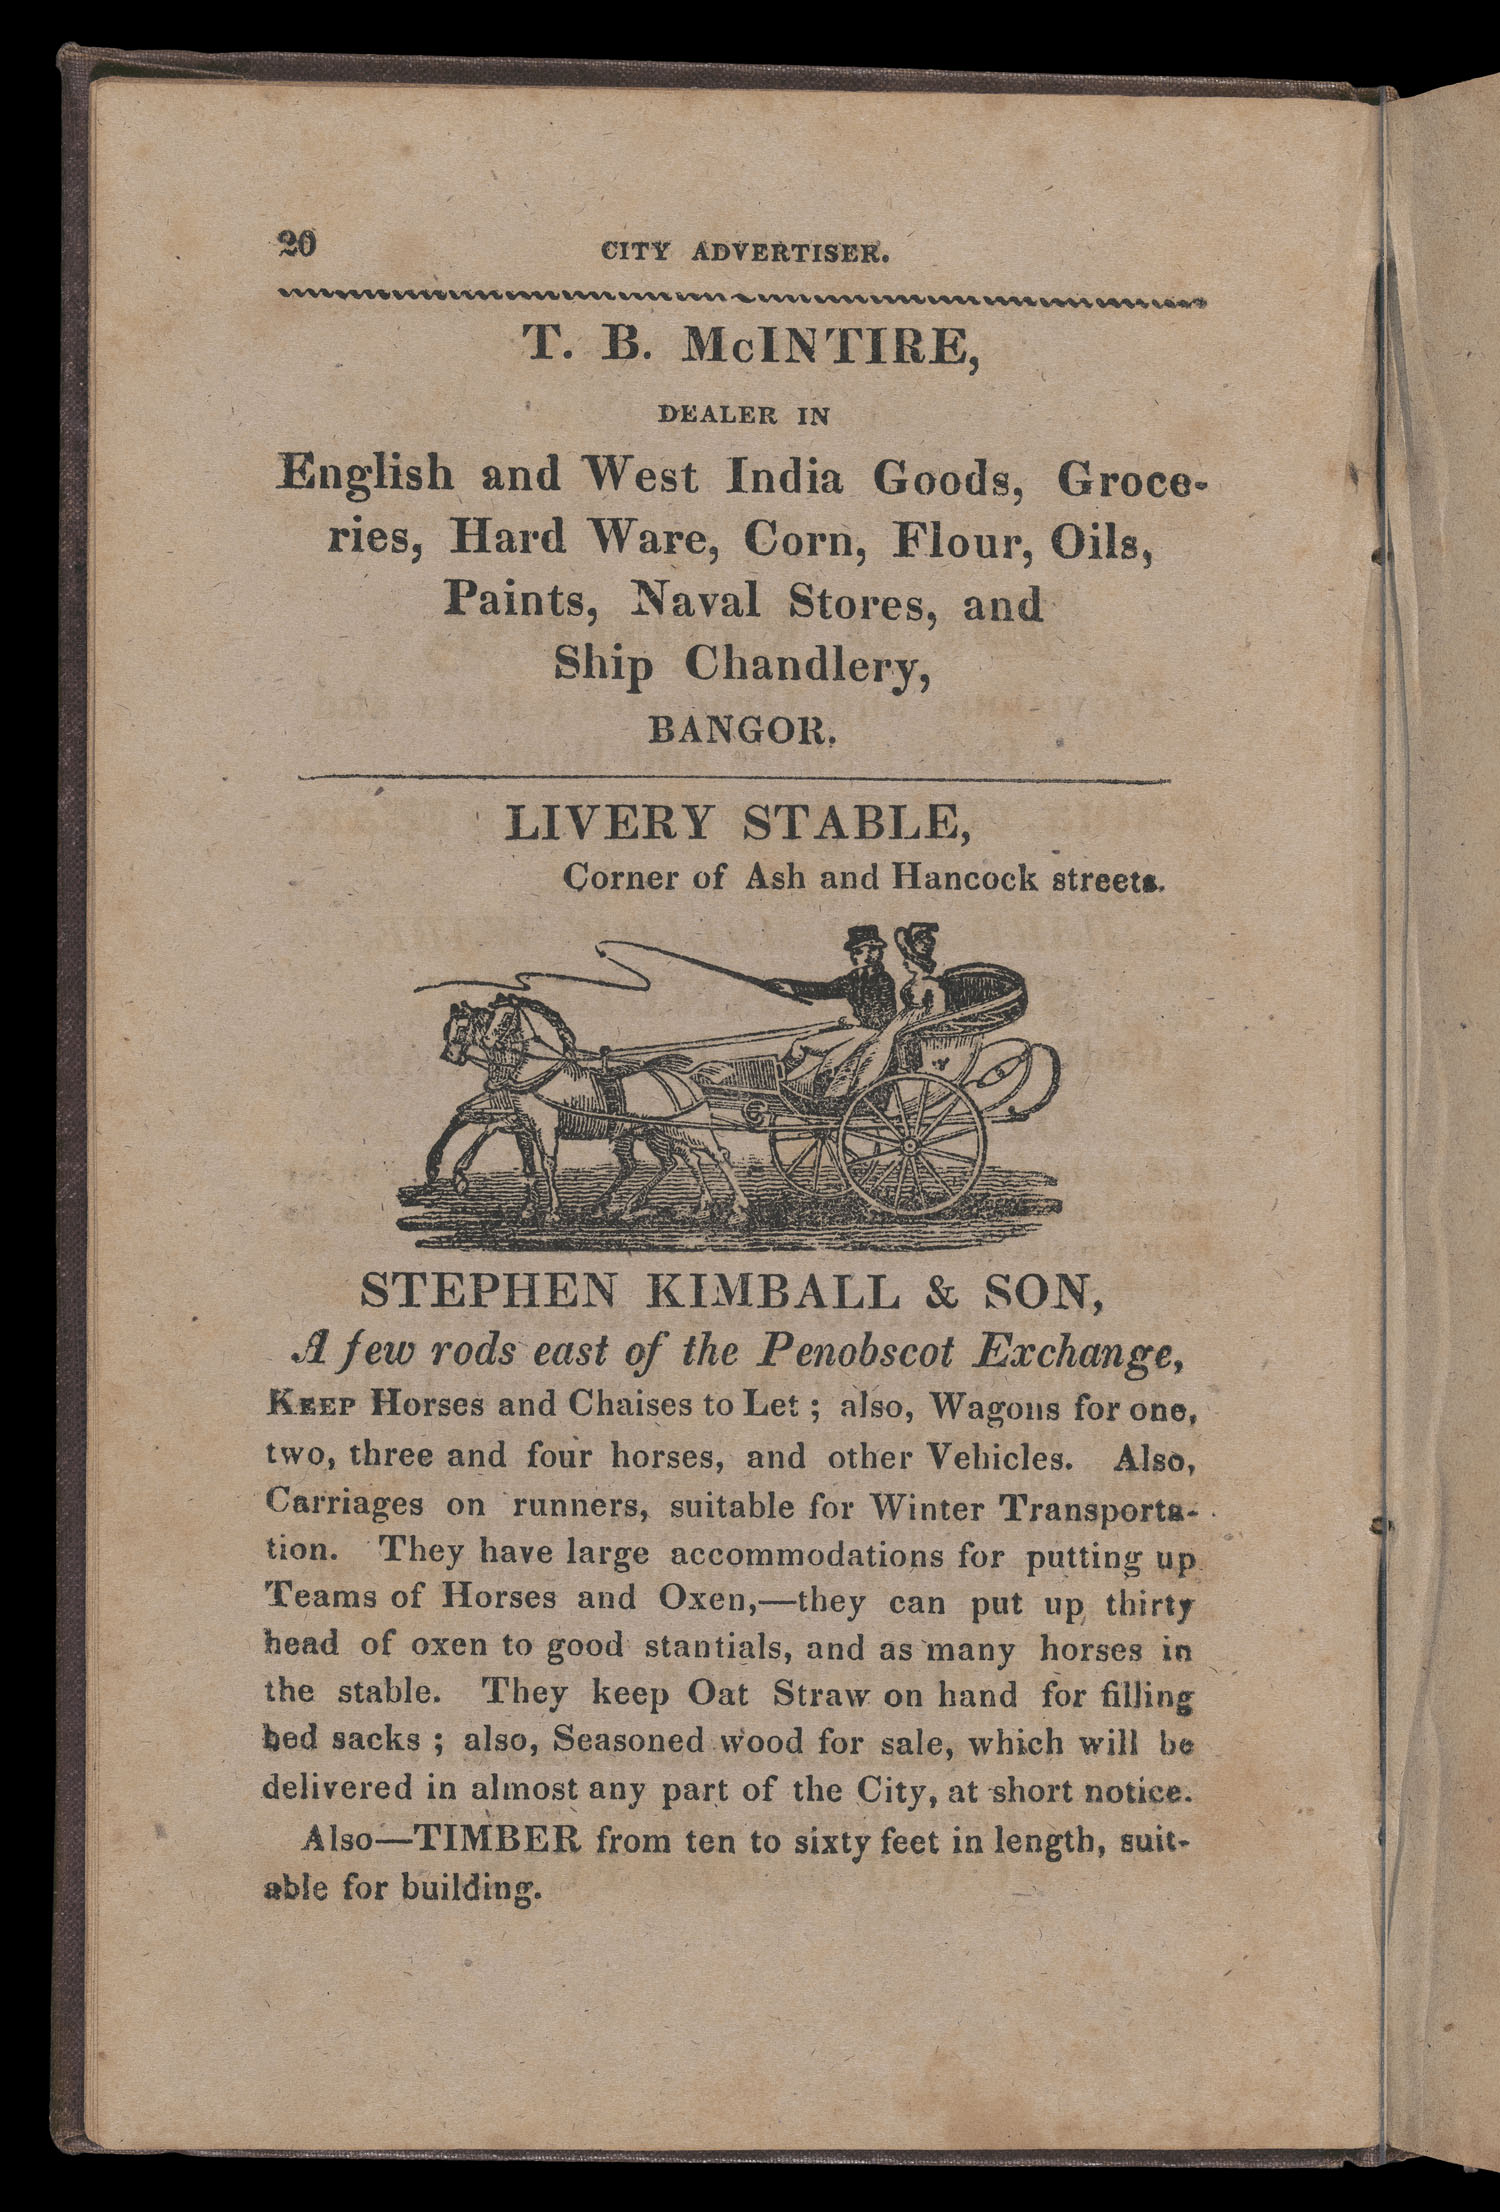 20
CITY ADVERTISER.
T. B. McINTIRE,
DEALER IN
English and West India Goods, Groce-
ries, Hard Ware, Corn, Flour, Oils,
Paints, Naval Stores, and
Ship Chandlery,
BANGOR.
LIVERY STABLE,
Corner of Ash and Hancock streets.
STEPHEN KIMBALL & SON,
A few rods east of the Penobscot Exchange,
KEEP Horses and Chaises to Let ; also, Wagons for one,
two, three and four horses, and other Vehicles. Also,
Carriages on runners, suitable for Winter Transporta-
tion. They have large accommodations for putting up
Teams of Horses and Oxen,—they can put up thirty
head of oxen to good stantials, and as many horses in
the stable. They keep Oat Straw on hand for filling
bed sacks ; also, Seasoned wood for sale, which will be
delivered in almost any part of the City, at short notice.
Also—TIMBER from ten to sixty feet in length, suit-
able for building.